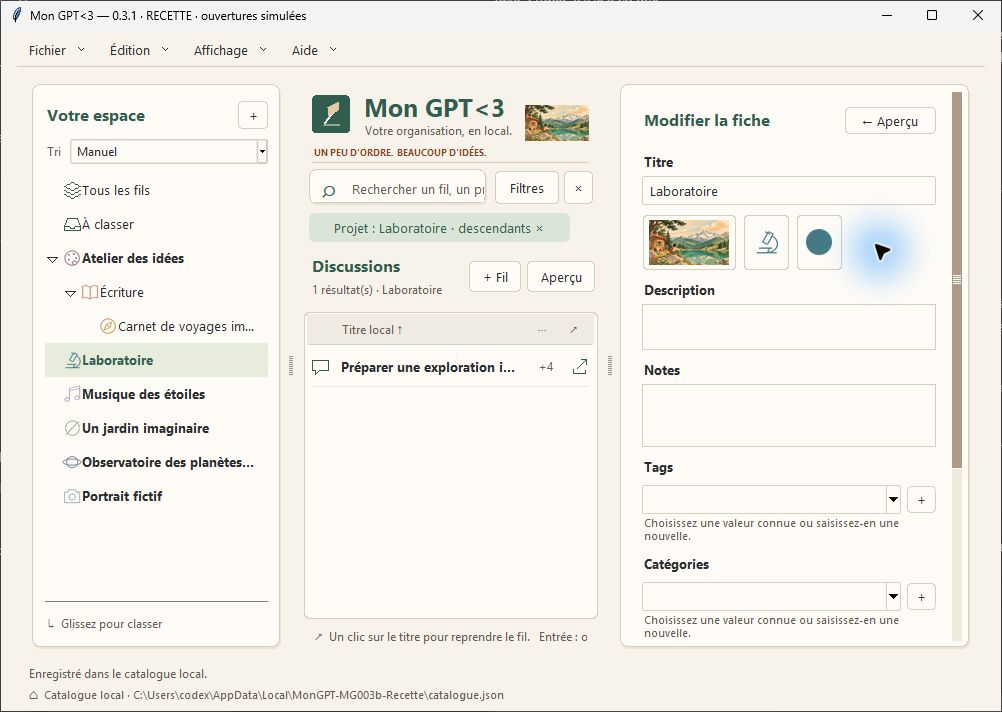 Mon GPT<3 — 0.3.1 · RECETTE · ouvertures simulées
Fichier Édition Affichage Aide
Votre espace +
Tri Manuel
Tous les fils
À classer
Atelier des idées
Écriture
Carnet de voyages im...
Laboratoire
Musique des étoiles
Un jardin imaginaire
Observatoire des planètes...
Portrait fictif
↳ Glissez pour classer
Mon GPT<3
Votre organisation, en local.
UN PEU D'ORDRE. BEAUCOUP D'IDÉES.
Rechercher un fil, un pr Filtres ×
Projet : Laboratoire · descendants ×
Discussions
1 résultat(s) · Laboratoire
+ Fil Aperçu
Titre local ↑ ... ↗
Préparer une exploration i... +4
↗ Un clic sur le titre pour reprendre le fil. Entrée : o
Modifier la fiche ← Aperçu
Titre
Laboratoire
Description
Notes
Tags
+
Choisissez une valeur connue ou saisissez-en une
nouvelle.
Catégories
+
Choisissez une valeur connue ou saisissez-en une
nouvelle.
Enregistré dans le catalogue local.
⌂ Catalogue local · C:\Users\codex\AppData\Local\MonGPT-MG003b-Recette\catalogue.json